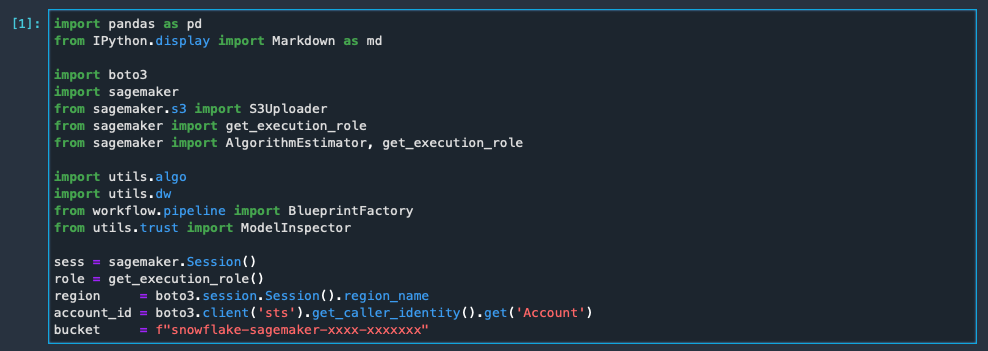 [1]:
import pandas as pd
from IPython.display import Markdown as md

import boto3
import sagemaker
from sagemaker.s3 import S3Uploader
from sagemaker import get_execution_role
from sagemaker import AlgorithmEstimator, get_execution_role

import utils.algo
import utils.dw
from workflow.pipeline import BlueprintFactory
from utils.trust import ModelInspector

sess = sagemaker.Session()
role = get_execution_role()
region     = boto3.session.Session().region_name
account_id = boto3.client('sts').get_caller_identity().get('Account')
bucket     = f"snowflake-sagemaker-xxxx-xxxxxxx"